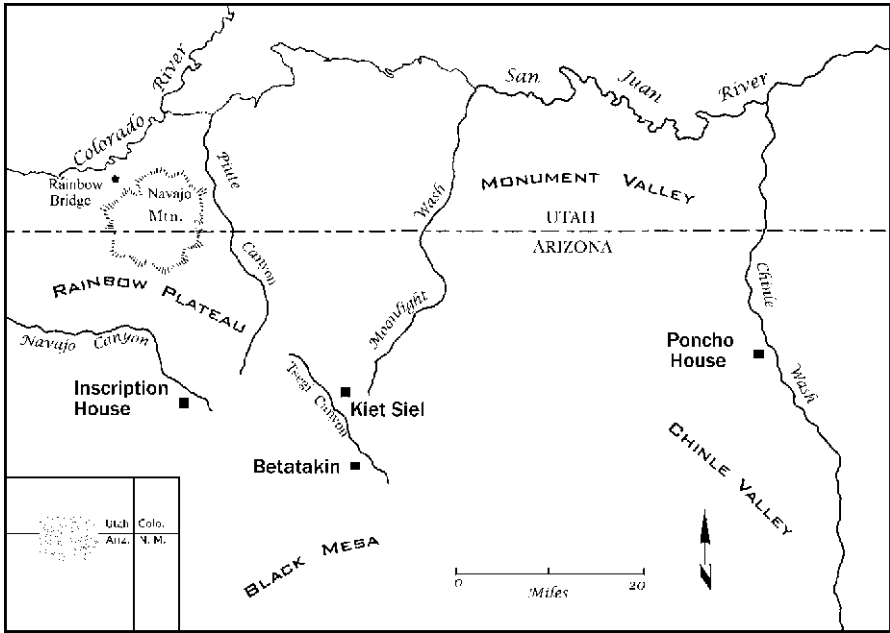 San Juan River
Colorado River
Rainbow
Bridge
Navajo
Mtn.
Piute Canyon
Moonlight Wash
MONUMENT VALLEY
UTAH
ARIZONA
RAINBOW PLATEAU
Chinle Wash
Navajo Canyon
Poncho
House
Inscription
House
Tsegi Canyon
Kiet Siel
Betatakin
CHINLE VALLEY
BLACK MESA
Utah Colo.
Ariz. N. M.
0 20
Miles